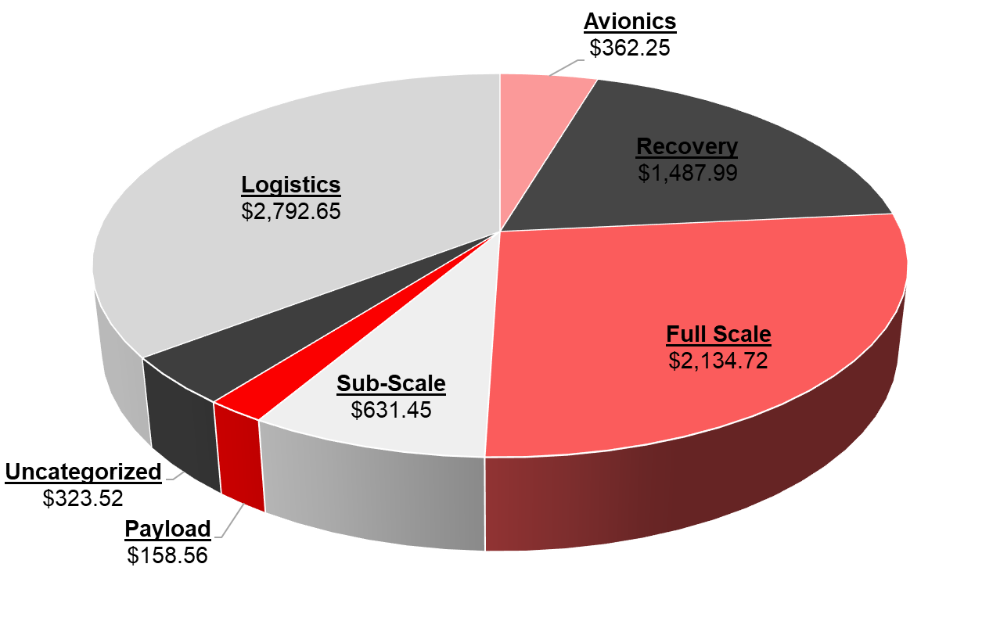 Avionics
$362.25
Recovery
$1,487.99
Logistics
$2,792.65
Full Scale
$2,134.72
Sub-Scale
$631.45
Uncategorized
$323.52
Payload
$158.56